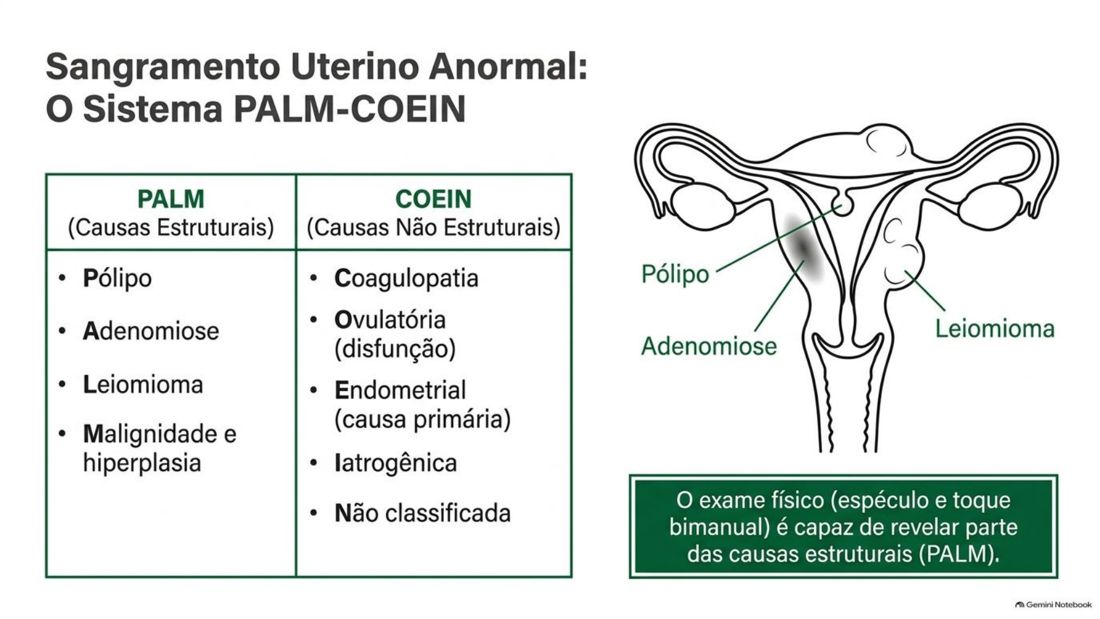 Sangramento Uterino Anormal:
O Sistema PALM-COEIN
PALM
(Causas Estruturais)
• Pólipo
• Adenomiose
• Leiomioma
• Malignidade e
hiperplasia
COEIN
(Causas Não Estruturais)
• Coagulopatia
• Ovulatória
(disfunção)
• Endometrial
(causa primária)
• Iatrogênica
• Não classificada
Pólipo
Adenomiose
Leiomioma
O exame físico (espéculo e toque
bimanual) é capaz de revelar parte
das causas estruturais (PALM).
Gemini Notebook